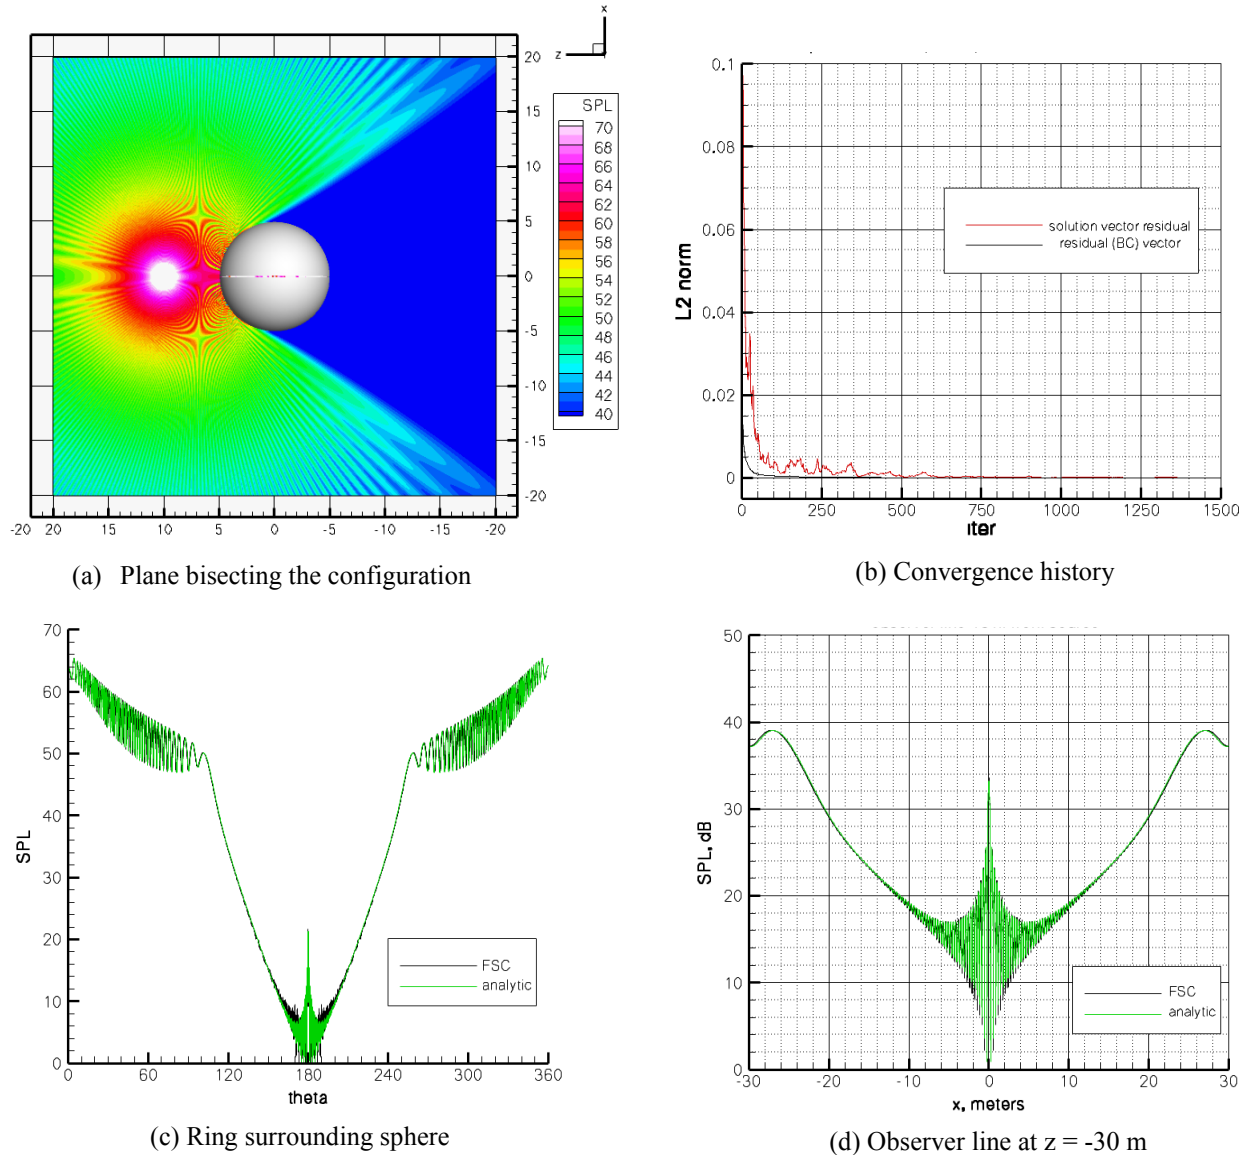 x
z
20
15
10
5
0
-5
-10
-15
-20
-20
20
15
10
5
0
-5
-10
-15
-20
SPL
70
68
66
64
62
60
58
56
54
52
50
48
46
44
42
40
(a) Plane bisecting the configuration
0.1
0.08
0.06
0.04
0.02
0
L2 norm
solution vector residual
residual (BC) vector
0 250 500 750 1000 1250 1500
iter
(b) Convergence history
70
60
50
40
30
20
10
0
SPL
FSC
analytic
0 60 120 180 240 300 360
theta
(c) Ring surrounding sphere
50
40
30
20
10
0
SPL, dB
FSC
analytic
-30 -20 -10 0 10 20 30
x, meters
(d) Observer line at z = -30 m